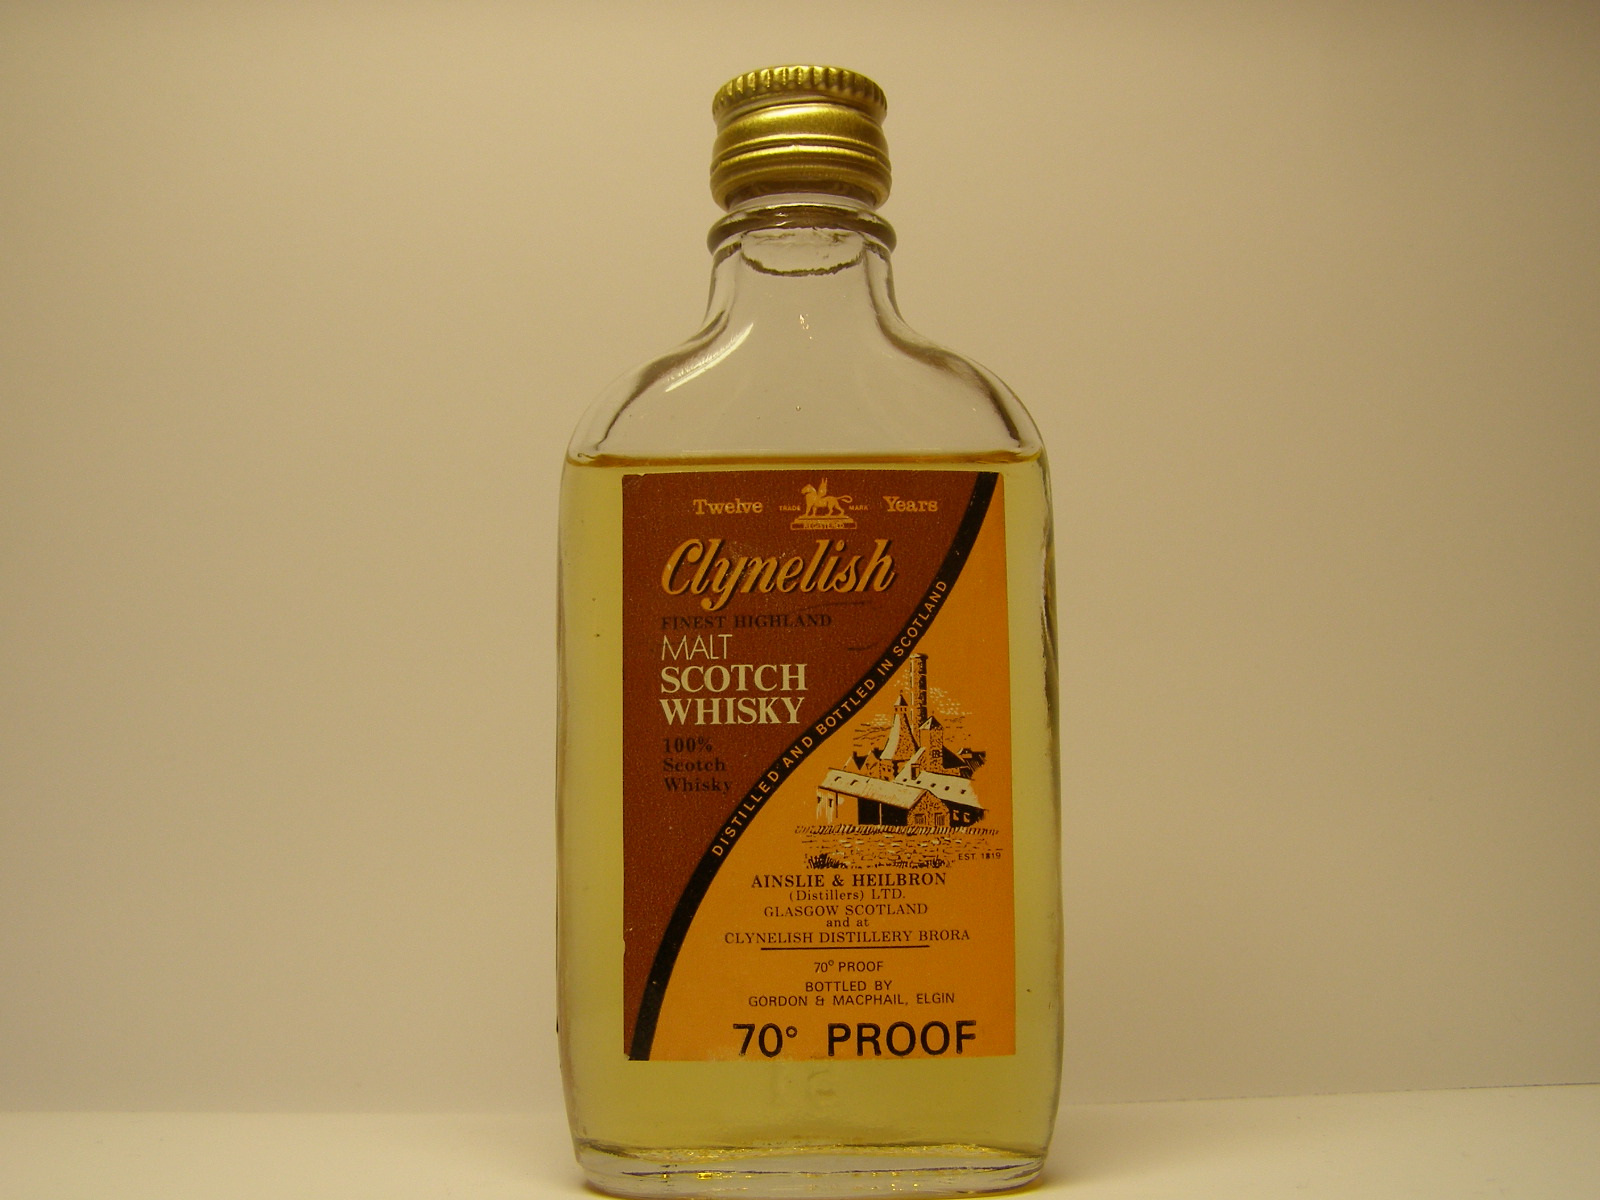 Twelve TRADE MARK Years
REGISTERED
Clynelish
FINEST HIGHLAND
MALT
SCOTCH
WHISKY
100%
Scotch
Whisky
DISTILLED AND BOTTLED IN SCOTLAND
EST. 1819
AINSLIE & HEILBRON
(Distillers) LTD.
GLASGOW SCOTLAND
and at
CLYNELISH DISTILLERY BRORA
70° PROOF
BOTTLED BY
GORDON & MACPHAIL, ELGIN
70° PROOF